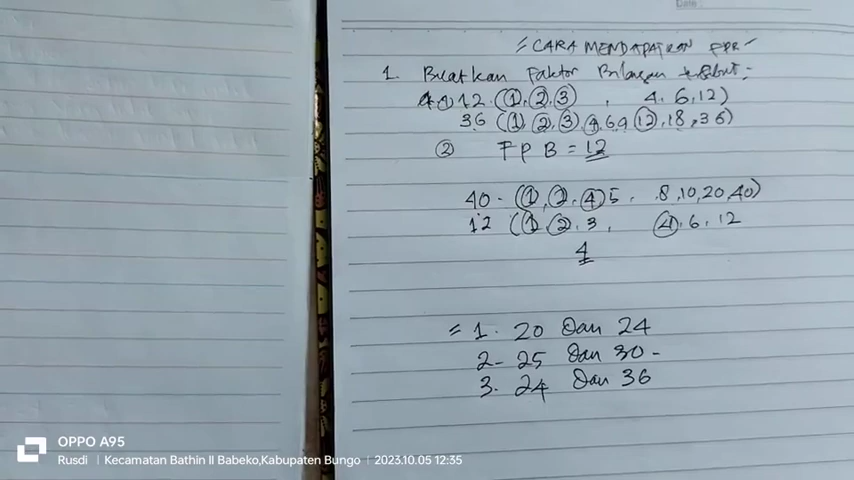 Date
= CARA MENDAPATKAN FPB =
1. Buatkan Faktor Bilangan tersebut:
12. (1, 2, 3, 4, 6, 12)
36 (1, 2, 3, 4, 6, 9, 12, 18, 36)
② FPB = 12
40 - (1, 2, 4, 5, 8, 10, 20, 40)
12 (1, 2, 3, 4, 6, 12
4
= 1. 20 dan 24
2- 25 dan 30 -
3. 24 dan 36
OPPO A95
Rusdi | Kecamatan Bathin II Babeko,Kabupaten Bungo | 2023.10.05 12:35